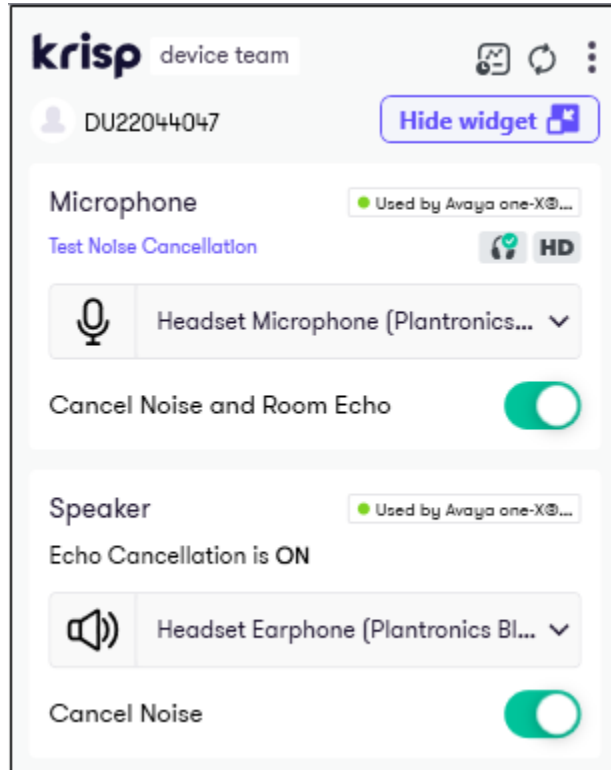 krisp device team
DU22044047 Hide widget
Microphone Used by Avaya one-X®...
Test Noise Cancellation HD
Headset Microphone (Plantronics...
Cancel Noise and Room Echo
Speaker Used by Avaya one-X®...
Echo Cancellation is ON
Headset Earphone (Plantronics Bl...
Cancel Noise